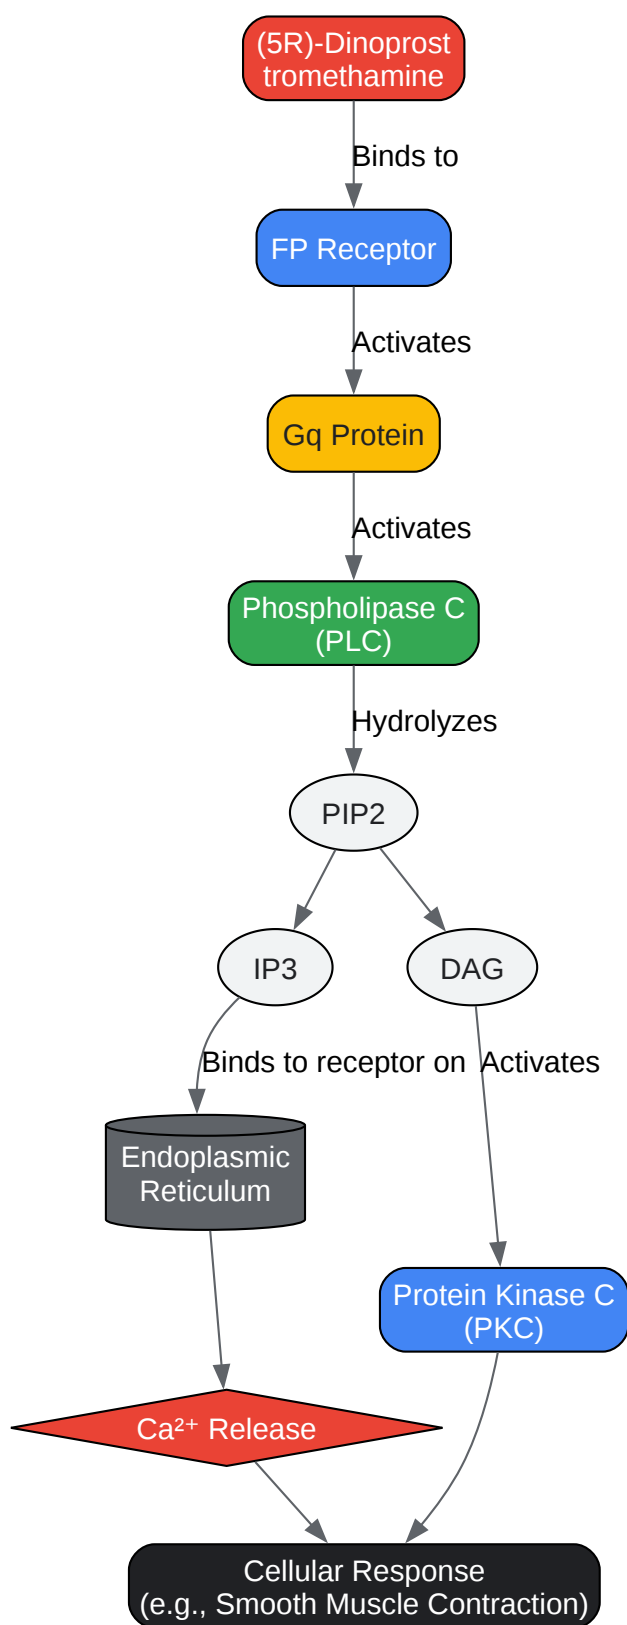 (5R)-Dinoprost
tromethamine
Binds to
FP Receptor
Activates
Gq Protein
Activates
Phospholipase C
(PLC)
Hydrolyzes
PIP2
IP3
DAG
Binds to receptor on
Activates
Endoplasmic
Reticulum
Protein Kinase C
(PKC)
Ca²⁺ Release
Cellular Response
(e.g., Smooth Muscle Contraction)